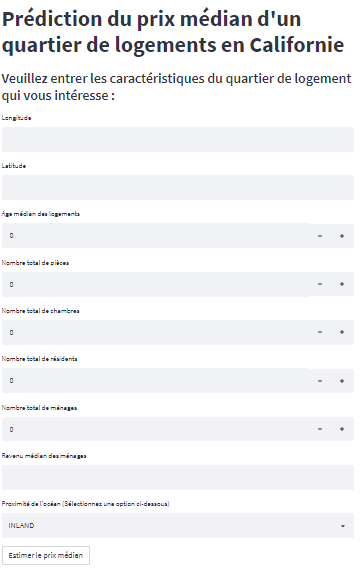 Prédiction du prix médian d'un
quartier de logements en Californie
Veuillez entrer les caractéristiques du quartier de logement
qui vous intéresse :
Longitude
Latitude
Age médian des logements
0 − +
Nombre total de pièces
0 − +
Nombre total de chambres
0 − +
Nombre total de résidents
0 − +
Nombre total de ménages
0 − +
Revenu médian des ménages
Proximité de l'océan (Sélectionnez une option ci-dessous)
INLAND
Estimer le prix médian